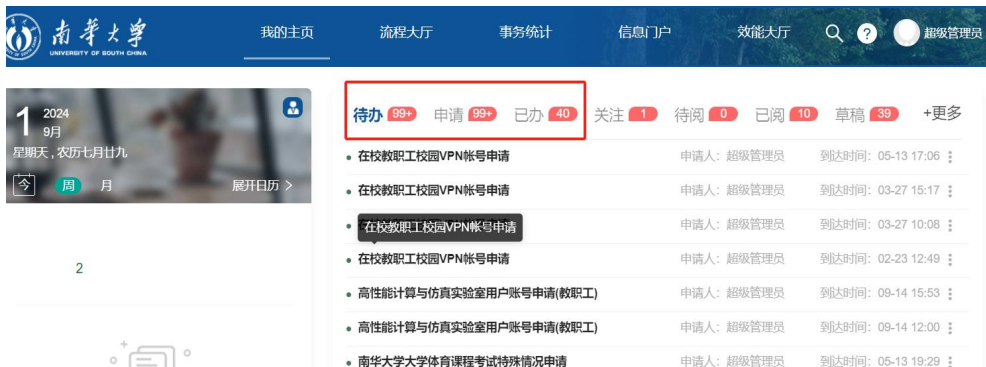 南华大学 我的主页 流程大厅 事务统计 信息门户 效能大厅 ? 超级管理员
UNIVERSITY OF SOUTH CHINA
待办 99+ 申请 99+ 已办 40 关注 1 待阅 0 已阅 10 草稿 39 +更多
1 2024
9月
星期天 , 农历七月廿九
今 周 月 展开日历 >
在校教职工校园VPN帐号申请 申请人: 超级管理员 到达时间: 05-13 17:06
在校教职工校园VPN帐号申请 申请人: 超级管理员 到达时间: 03-27 15:17
在校教职工校园VPN帐号申请 申请人: 超级管理员 到达时间: 03-27 10:08
在校教职工校园VPN帐号申请 申请人: 超级管理员 到达时间: 02-23 12:49
2
高性能计算与仿真实验室用户账号申请(教职工) 申请人: 超级管理员 到达时间: 09-14 15:53
高性能计算与仿真实验室用户账号申请(教职工) 申请人: 超级管理员 到达时间: 09-14 12:00
南华大学大学体育课程考试特殊情况申请 申请人: 超级管理员 到达时间: 05-13 19:29